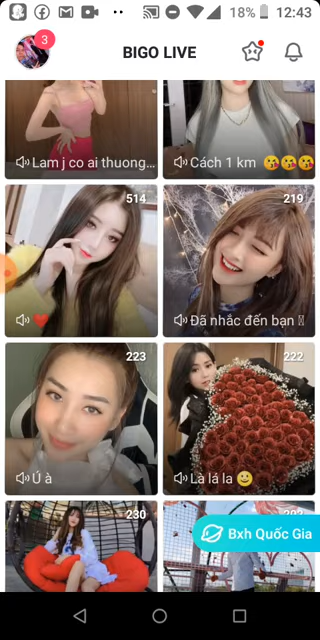 18% 12:43
3
BIGO LIVE
Lam j co ai thuong...
Cách 1 km 😘😘😘
514
219
❤️
Đã nhác đến bạn
223
222
Ú à
Là lá la 🙂
230
Bxh Quốc Gia